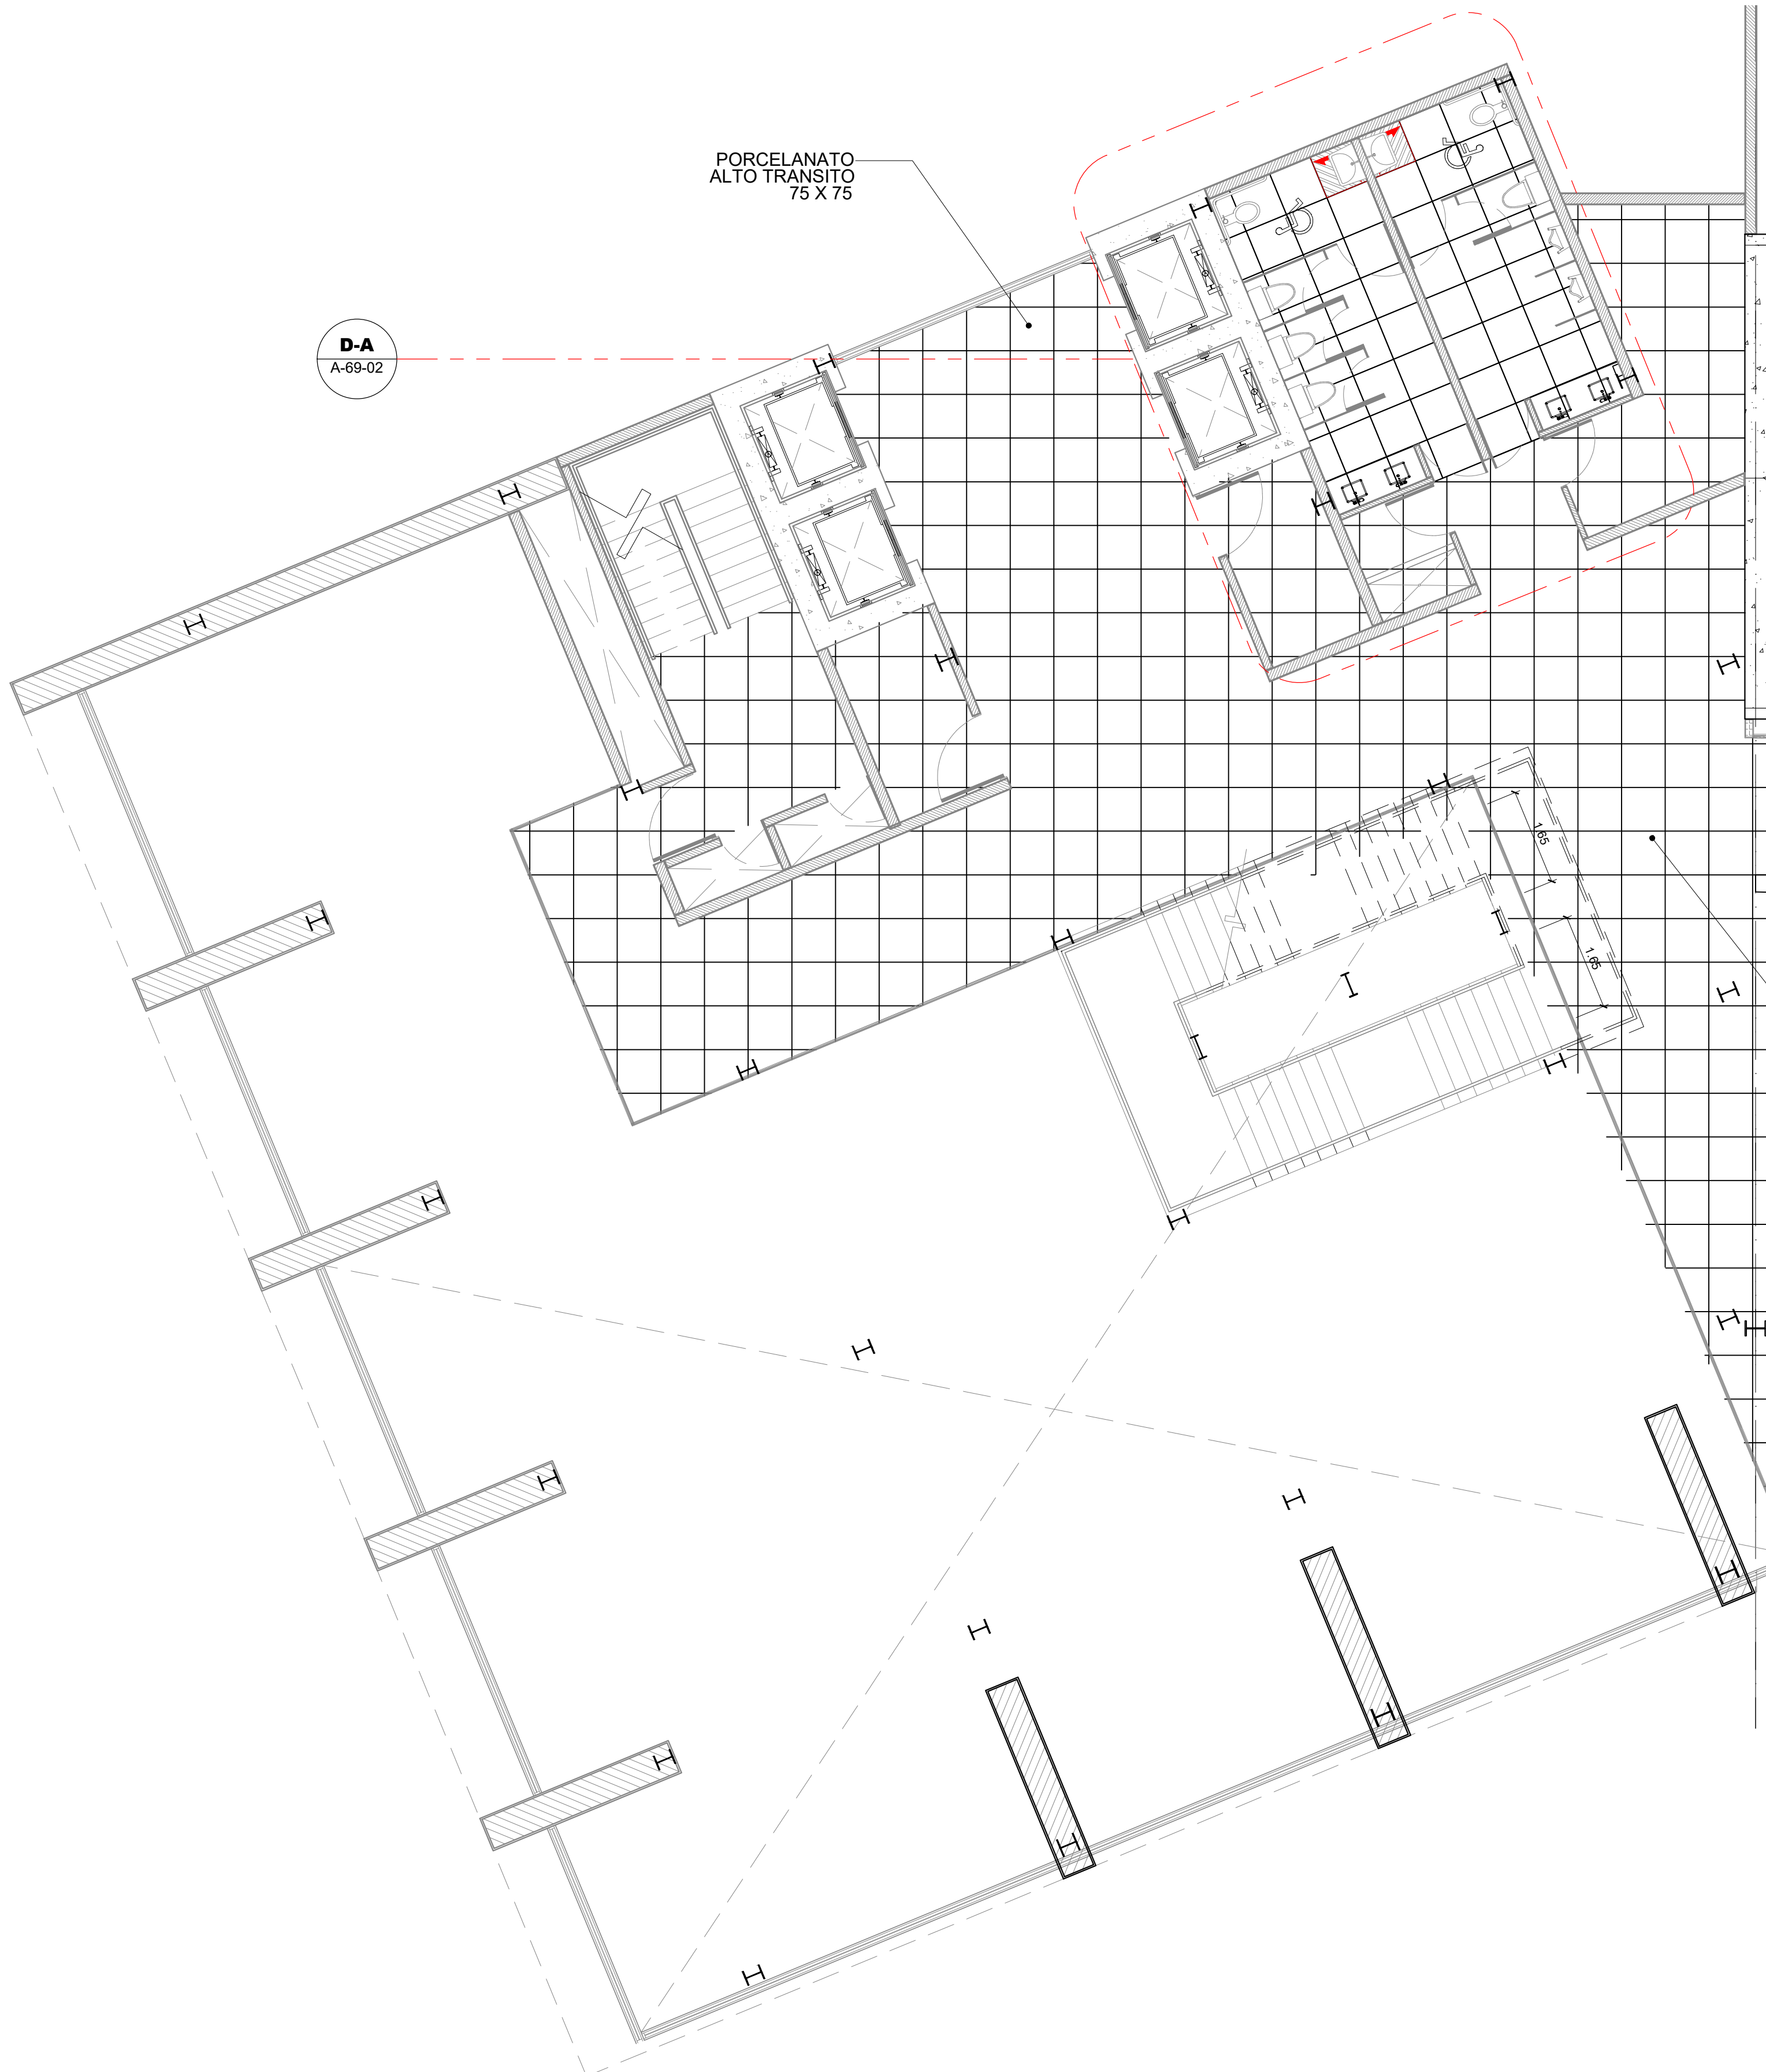 PORCELANATO
ALTO TRANSITO
75 X 75
D-A
A-69-02
1.65
1.65